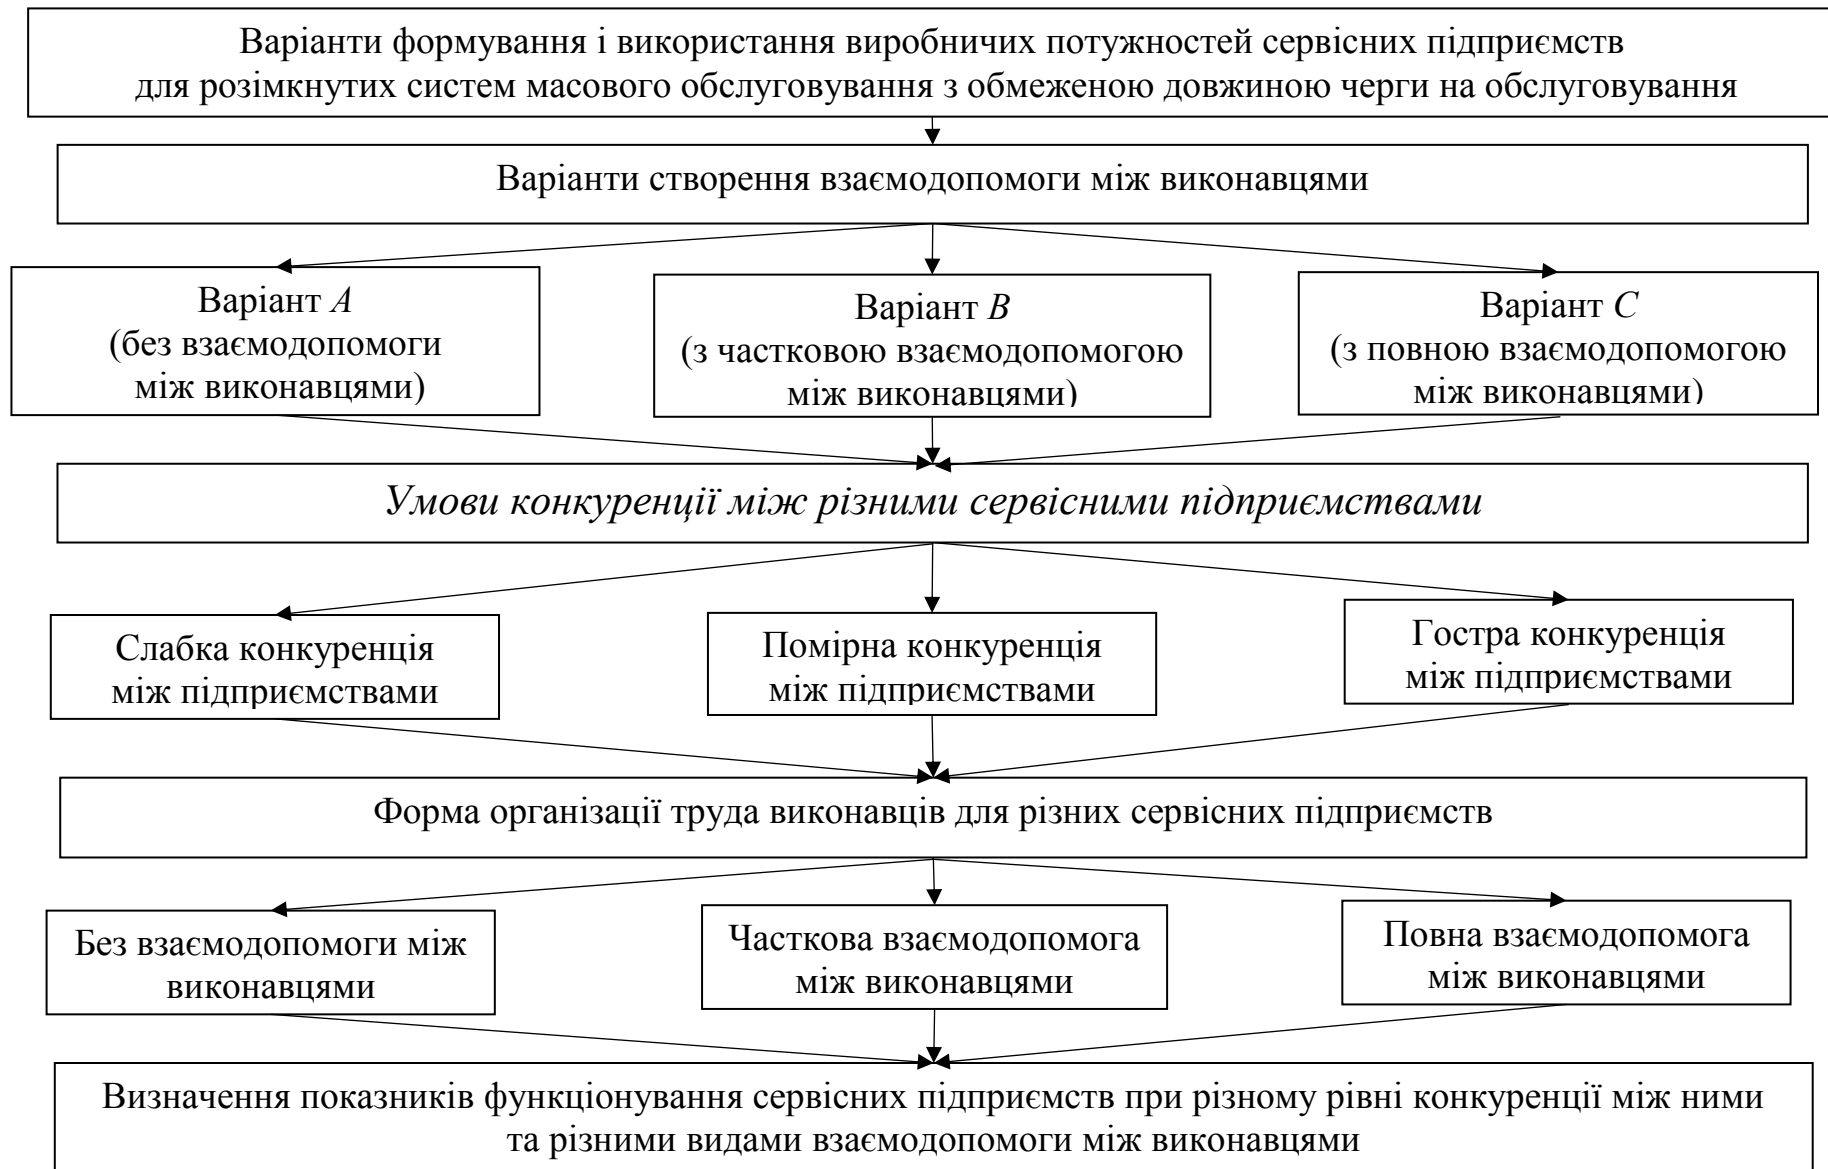 Варіанти формування і використання виробничих потужностей сервісних підприємств
для розімкнутих систем масового обслуговування з обмеженою довжиною черги на обслуговування
Варіанти створення взаємодопомоги між виконавцями
Варіант A
(без взаємодопомоги
між виконавцями)
Варіант B
(з частковою взаємодопомогою
між виконавцями)
Варіант C
(з повною взаємодопомогою
між виконавцями)
Умови конкуренції між різними сервісними підприємствами
Слабка конкуренція
між підприємствами
Помірна конкуренція
між підприємствами
Гостра конкуренція
між підприємствами
Форма організації труда виконавців для різних сервісних підприємств
Без взаємодопомоги між
виконавцями
Часткова взаємодопомога
між виконавцями
Повна взаємодопомога
між виконавцями
Визначення показників функціонування сервісних підприємств при різному рівні конкуренції між ними
та різними видами взаємодопомоги між виконавцями